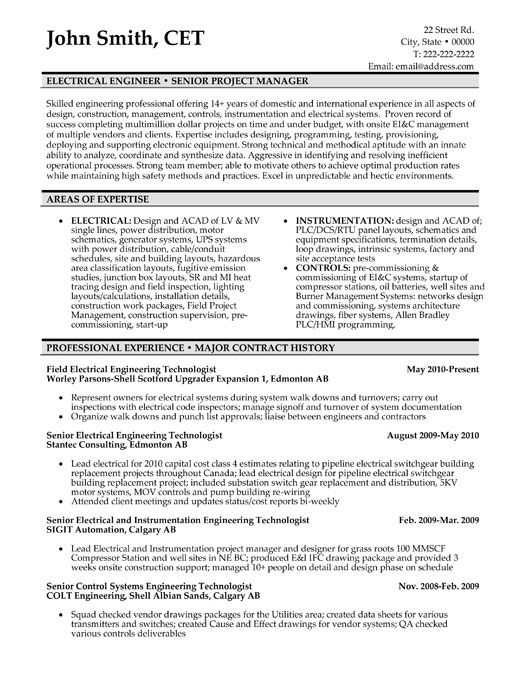 John Smith, CET
22 Street Rd.
City, State • 00000
T: 222-222-2222
Email: email@address.com
ELECTRICAL ENGINEER • SENIOR PROJECT MANAGER
Skilled engineering professional offering 14+ years of domestic and international experience in all aspects of
design, construction, management, controls, instrumentation and electrical systems. Proven record of
success completing multimillion dollar projects on time and under budget, with onsite EI&C management
of multiple vendors and clients. Expertise includes designing, programming, testing, provisioning,
deploying and supporting electronic equipment. Strong technical and methodical aptitude with an innate
ability to analyze, coordinate and synthesize data. Adept at identifying and resolving inefficient
operational processes. Strong team member; able to motivate others to achieve optimal production rates
while maintaining high safety methods and practices. Excel in unpredictable and hectic environments.
AREAS OF EXPERTISE
• ELECTRICAL: Design and ACAD of LV & MV
single lines, power distribution, motor
schematics, generator systems, UPS systems
with power distribution, cable/conduit
schedules, site and building layouts, hazardous
area classification layouts, fugitive emission
studies, junction box layouts, SR and MI heat
tracing design and field inspection, lighting
layouts/calculations, installation details,
construction work packages, Field Project
Management, construction supervision, pre-
commissioning, start-up
• INSTRUMENTATION: design and ACAD of;
PLC/DCS/RTU panel layouts, schematics and
equipment specifications, termination details,
loop drawings, intrinsic systems, factory and
site acceptance tests
• CONTROLS: pre-commissioning &
commissioning of EI&C systems, startup of
compressor stations, oil batteries, well sites and
Burner Management Systems: networks design
and commissioning, systems architecture
drawings, fiber systems, Allen Bradley
PLC/HMI programming,
PROFESSIONAL EXPERIENCE • MAJOR CONTRACT HISTORY
Field Electrical Engineering Technologist May 2010-Present
Worley Parsons-Shell Scotford Upgrader Expansion 1, Edmonton AB
• Represent owners for electrical systems during system walk downs and turnovers; carry out
inspections with electrical code inspectors; manage signoff and turnover of system documentation
• Organize walk downs and punch list approvals; liaise between engineers and contractors
Senior Electrical Engineering Technologist August 2009-May 2010
Stantec Consulting, Edmonton AB
• Lead electrical for 2010 capital cost class 4 estimates relating to pipeline electrical switchgear building
replacement projects throughout Canada; lead electrical design for pipeline electrical switchgear
building replacement project; included substation switch gear replacement and distribution, 5KV
motor systems, MOV controls and pump building re-wiring
• Attended client meetings and updates status/cost reports bi-weekly
Senior Electrical and Instrumentation Engineering Technologist Feb. 2009-Mar. 2009
SIGIT Automation, Calgary AB
• Lead Electrical and Instrumentation project manager and designer for grass roots 100 MMSCF
Compressor Station and well sites in NE BC; produced E&I IFC drawing package and provided 3
weeks onsite construction support; managed 10+ people on detail and design phase on schedule
Senior Control Systems Engineering Technologist Nov. 2008-Feb. 2009
COLT Engineering, Shell Albian Sands, Calgary AB
• Squad checked vendor drawings packages for the Utilities area; created data sheets for various
transmitters and switches; created Cause and Effect drawings for vendor systems; QA checked
various controls deliverables